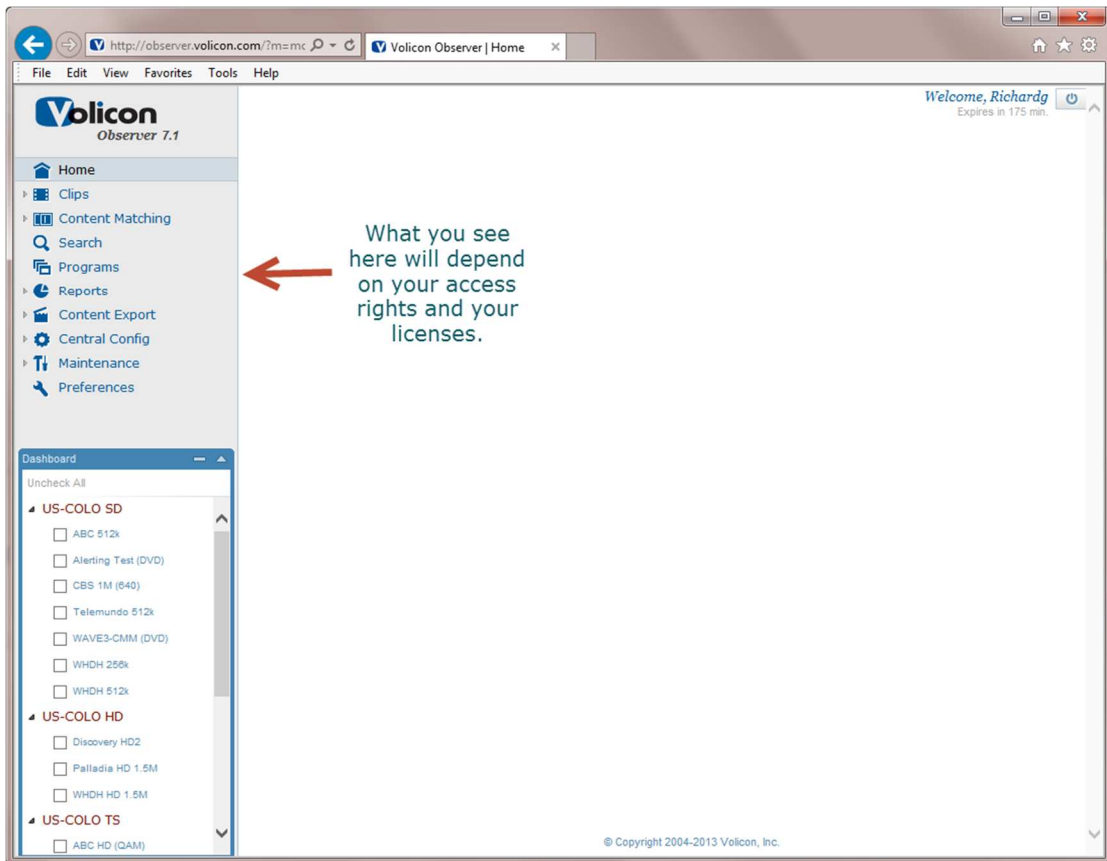 http://observer.volicon.com/?m=mc
Volicon Observer | Home
File Edit View Favorites Tools Help
Volicon
Observer 7.1
Welcome, Richardg
Expires in 175 min.
Home
Clips
Content Matching
Search
Programs
Reports
Content Export
Central Config
Maintenance
Preferences
What you see
here will depend
on your access
rights and your
licenses.
Dashboard
Uncheck All
US-COLO SD
ABC 512k
Alerting Test (DVD)
CBS 1M (640)
Telemundo 512k
WAVE3-CMM (DVD)
WHDH 256k
WHDH 512k
US-COLO HD
Discovery HD2
Palladia HD 1.5M
WHDH HD 1.5M
US-COLO TS
ABC HD (QAM)
© Copyright 2004-2013 Volicon, Inc.